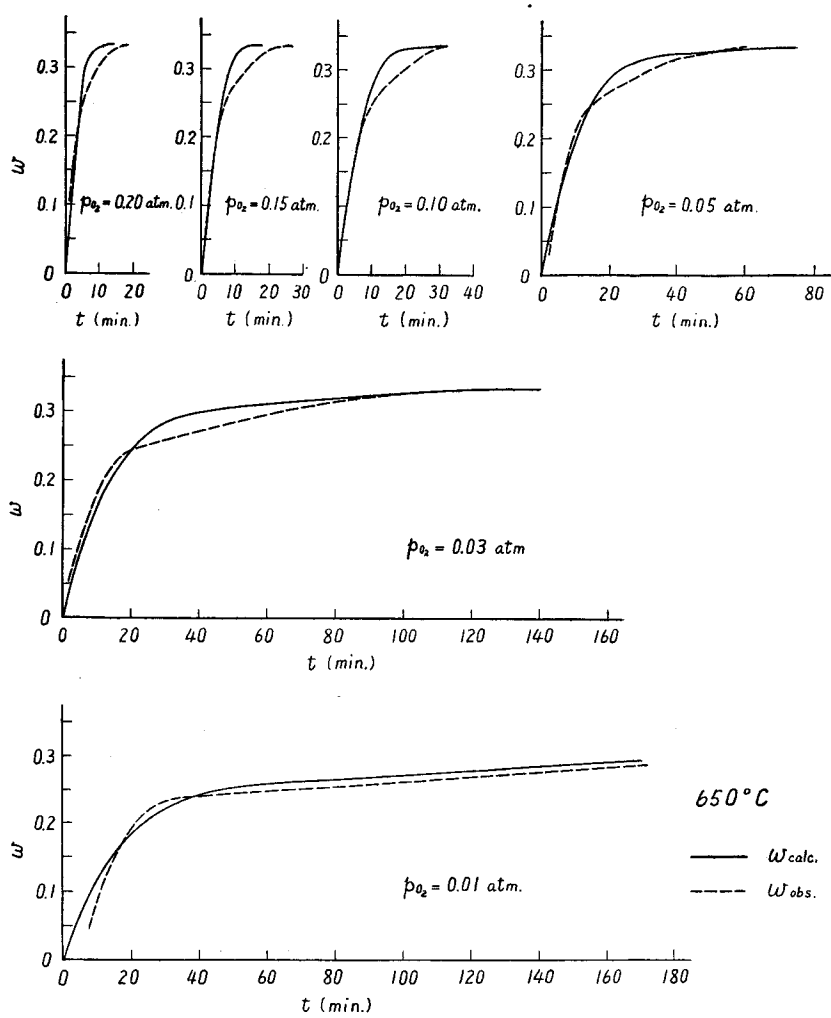 0.3
0.2
0.1
0
ω
p_O₂ = 0.20 atm.
0 10 20
t (min.)
0.3
0.2
0.1
0
p_O₂ = 0.15 atm.
0 10 20 30
t (min.)
0.3
0.2
0.1
0
p_O₂ = 0.10 atm.
0 10 20 30 40
t (min.)
0.3
0.2
0.1
0
p_O₂ = 0.05 atm.
0 20 40 60 80
t (min.)
0.3
0.2
0.1
0
ω
p_O₂ = 0.03 atm
0 20 40 60 80 100 120 140 160
t (min.)
0.3
0.2
0.1
0
ω
p_O₂ = 0.01 atm.
0 20 40 60 80 100 120 140 160 180
t (min.)
650°C
ω calc.
ω obs.